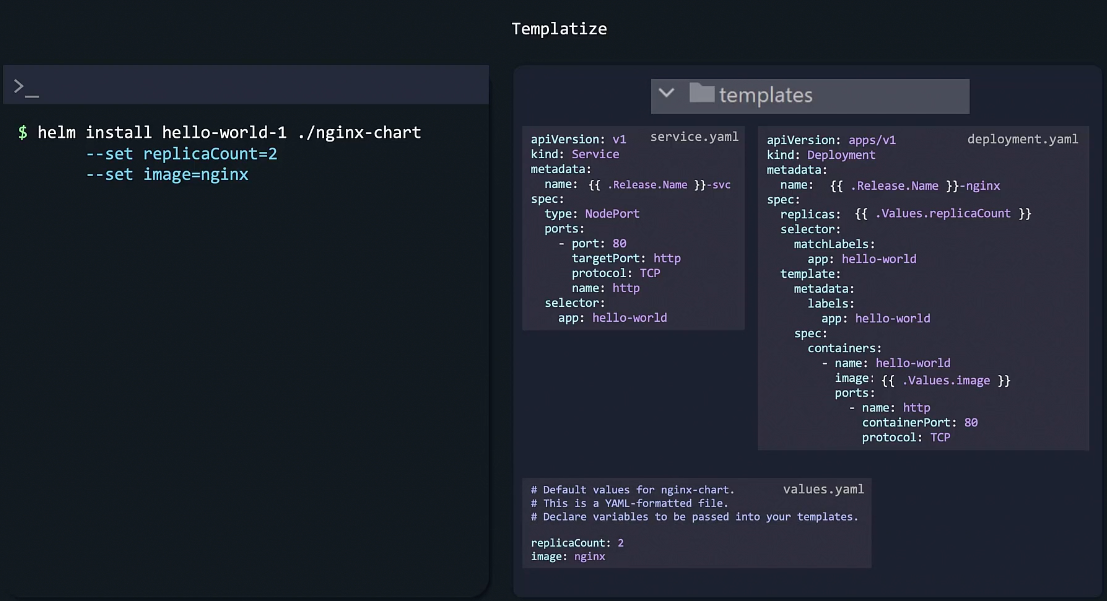 Templatize
>_
$ helm install hello-world-1 ./nginx-chart
--set replicaCount=2
--set image=nginx
templates
service.yaml
apiVersion: v1
kind: Service
metadata:
  name: {{ .Release.Name }}-svc
spec:
  type: NodePort
  ports:
    - port: 80
      targetPort: http
      protocol: TCP
      name: http
  selector:
    app: hello-world
deployment.yaml
apiVersion: apps/v1
kind: Deployment
metadata:
  name: {{ .Release.Name }}-nginx
spec:
  replicas: {{ .Values.replicaCount }}
  selector:
    matchLabels:
      app: hello-world
  template:
    metadata:
      labels:
        app: hello-world
    spec:
      containers:
        - name: hello-world
          image: {{ .Values.image }}
          ports:
            - name: http
              containerPort: 80
              protocol: TCP
values.yaml
# Default values for nginx-chart.
# This is a YAML-formatted file.
# Declare variables to be passed into your templates.
replicaCount: 2
image: nginx